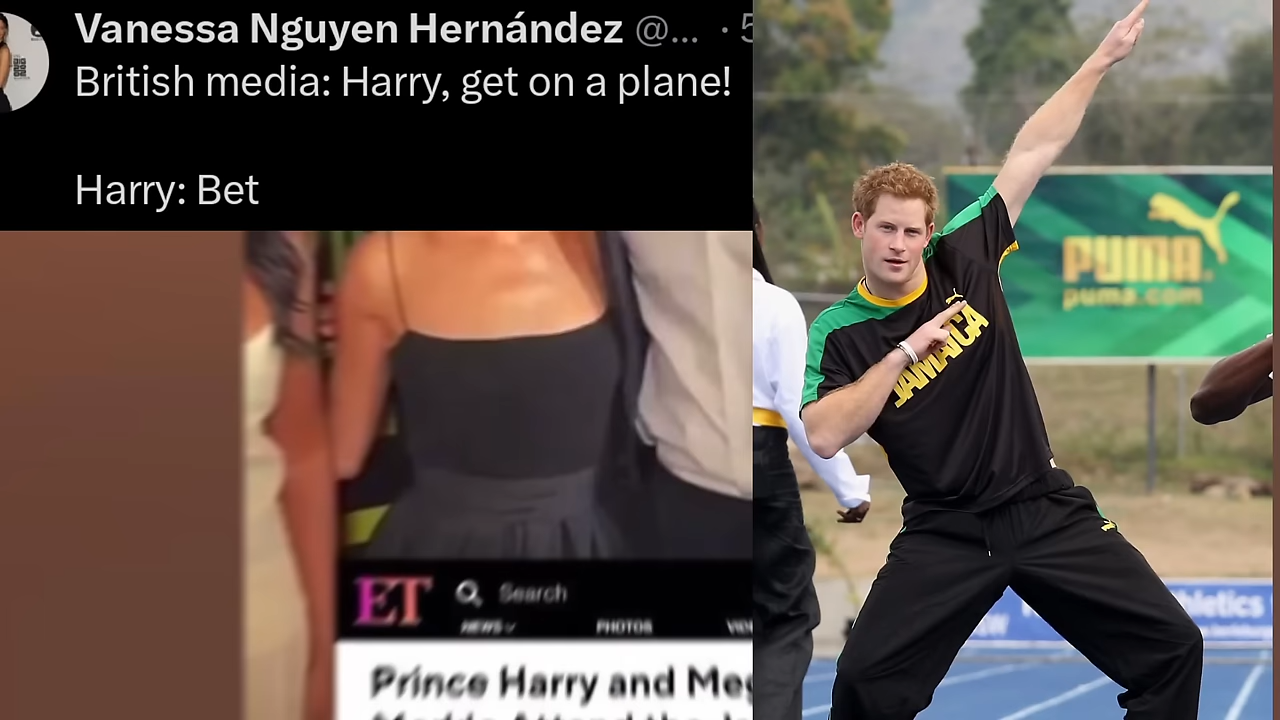 Vanessa Nguyen Hernández @... · 5
British media: Harry, get on a plane!
Harry: Bet
ET Search
NEWS PHOTOS
Prince Harry and Me
PUMA
puma.com
JAMAICA